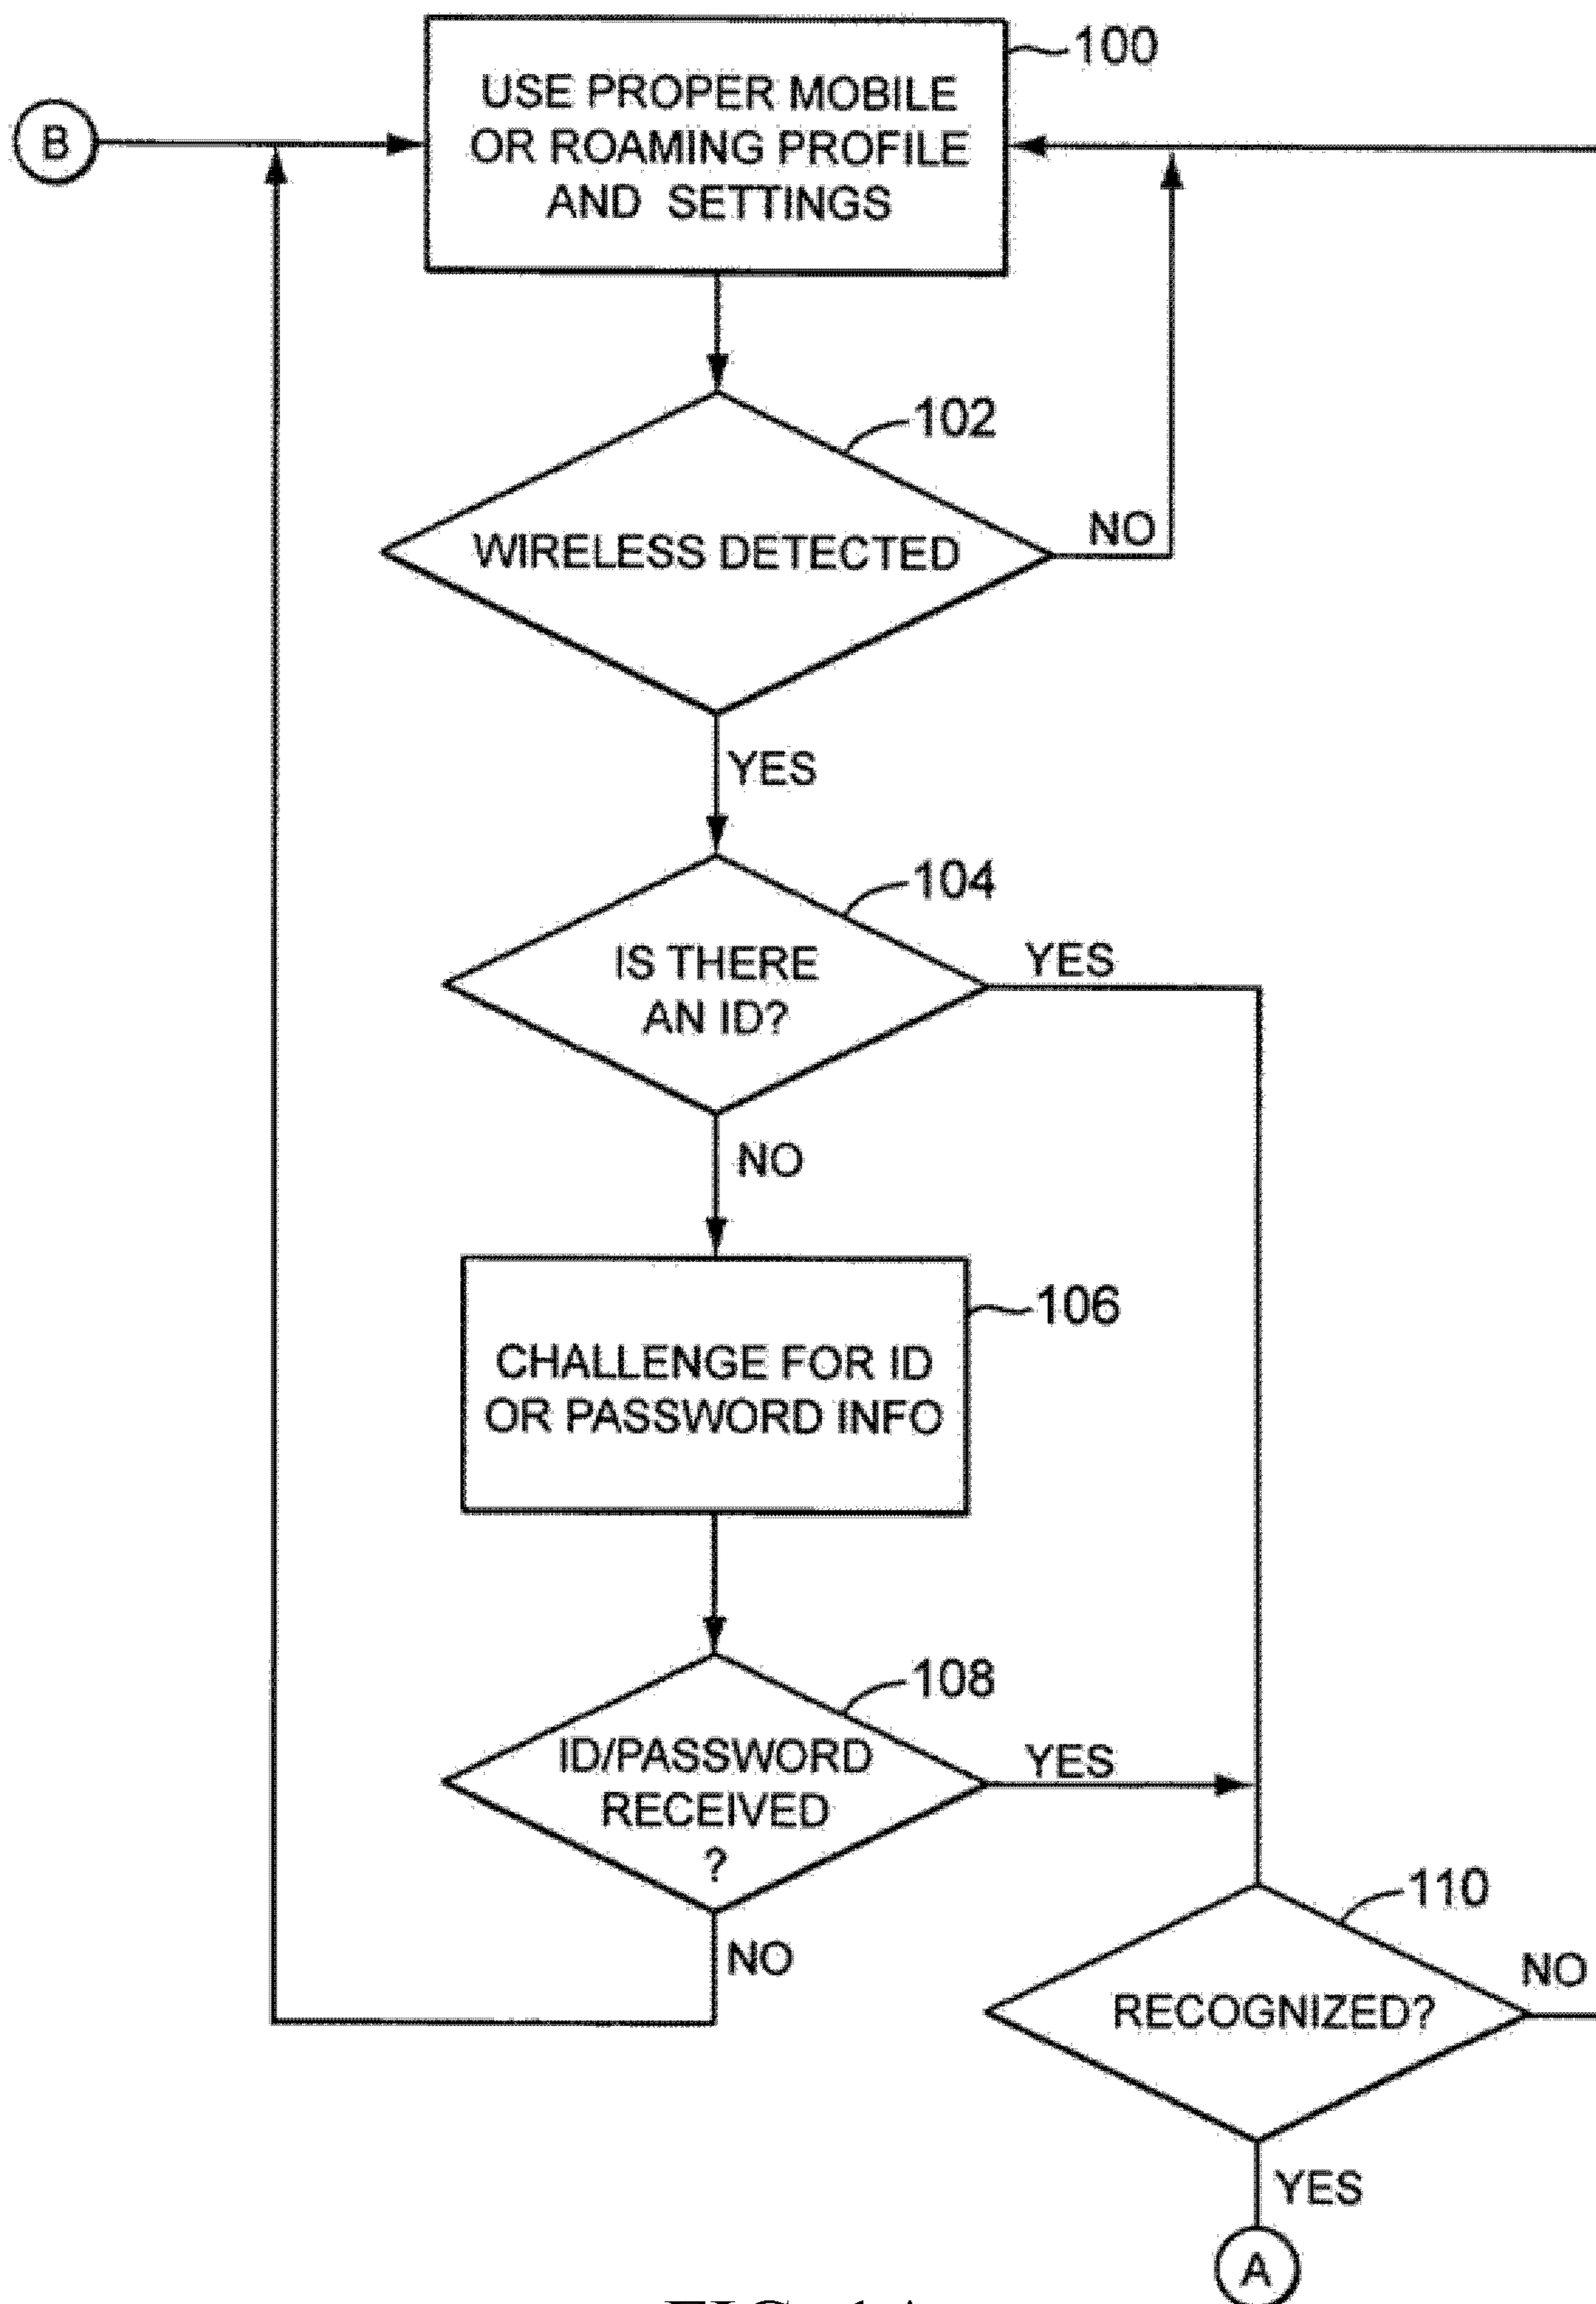 100
USE PROPER MOBILE
OR ROAMING PROFILE
AND SETTINGS
B
102
WIRELESS DETECTED
NO
YES
104
IS THERE
AN ID?
YES
NO
106
CHALLENGE FOR ID
OR PASSWORD INFO
108
ID/PASSWORD
RECEIVED
?
YES
NO
110
RECOGNIZED?
NO
YES
A